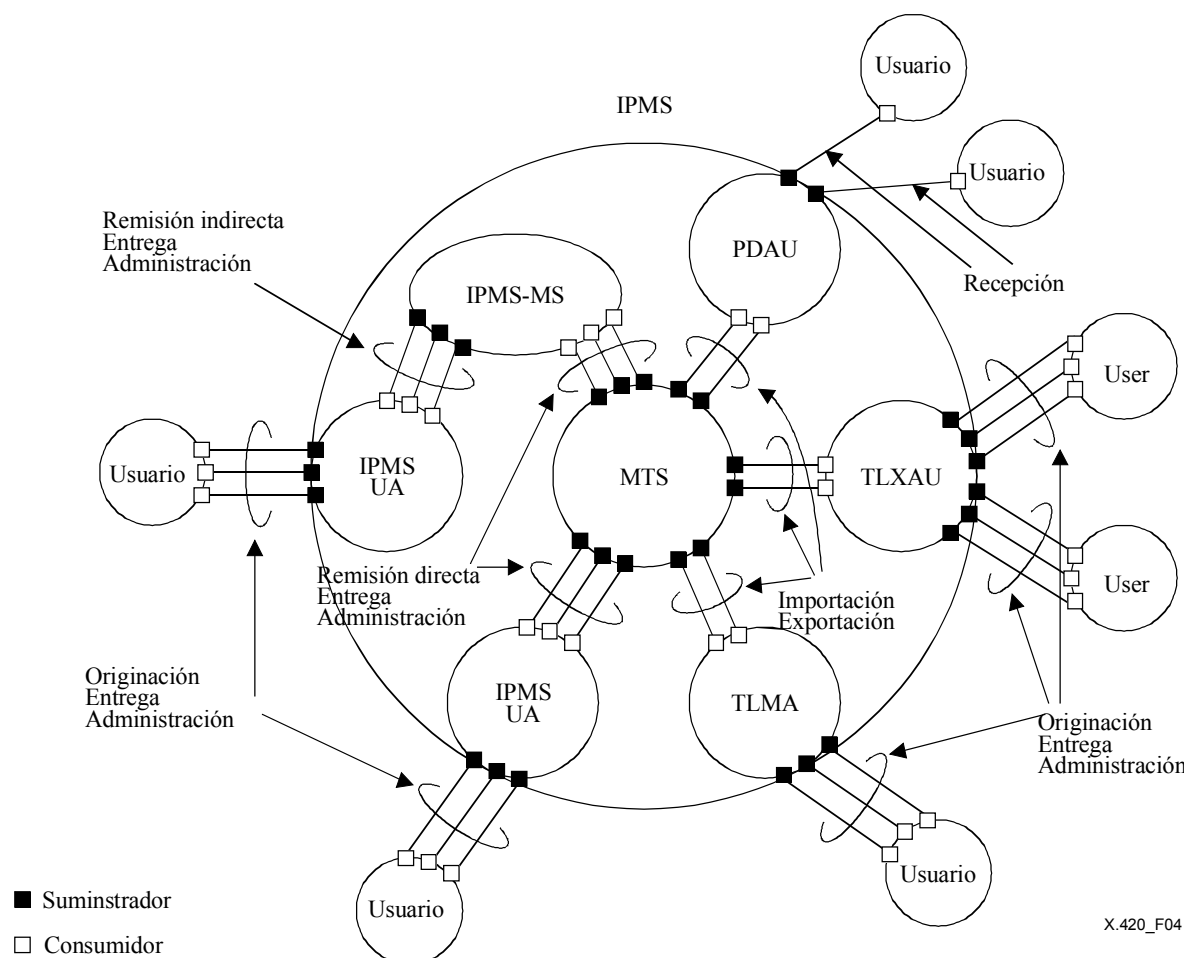 Usuario
IPMS
Usuario
Remisión indirecta
Entrega
Administración
PDAU
IPMS-MS
Recepción
User
Usuario
IPMS
UA
MTS
TLXAU
Remisión directa
Entrega
Administración
Importación
Exportación
User
Originación
Entrega
Administración
IPMS
UA
TLMA
Originación
Entrega
Administración
Usuario
Usuario
Suminstrador
Consumidor
X.420_F04